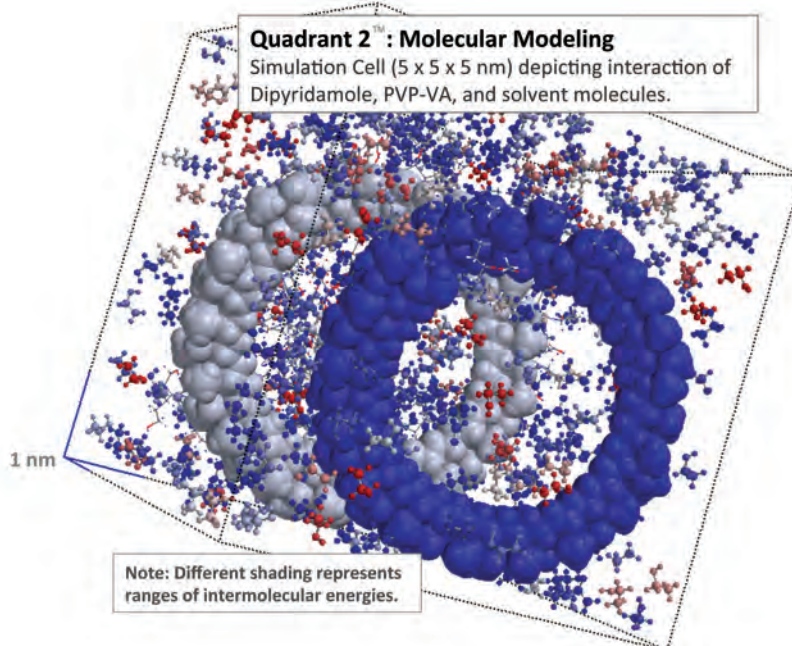 Quadrant 2™: Molecular Modeling
Simulation Cell (5 x 5 x 5 nm) depicting interaction of
Dipyridamole, PVP-VA, and solvent molecules.
1 nm
Note: Different shading represents
ranges of intermolecular energies.